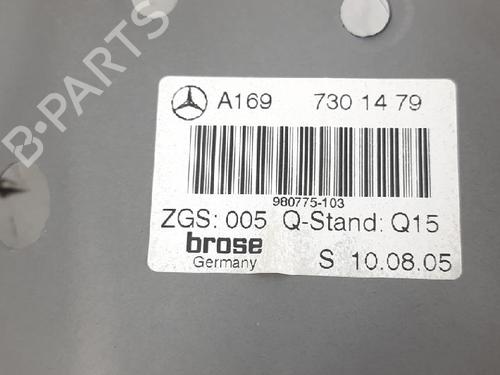 B-PARTS
A169 730 14 79
980775-103
ZGS: 005 Q-Stand: Q15
brose
Germany
S 10.08.05